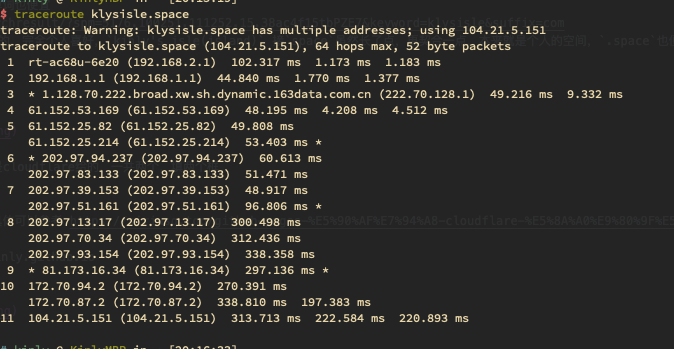 $ traceroute klysisle.space
traceroute: Warning: klysisle.space has multiple addresses; using 104.21.5.151
traceroute to klysisle.space (104.21.5.151), 64 hops max, 52 byte packets
1 rt-ac68u-6e20 (192.168.2.1) 102.317 ms 1.173 ms 1.183 ms
2 192.168.1.1 (192.168.1.1) 44.840 ms 1.770 ms 1.377 ms
3 * 1.128.70.222.broad.xw.sh.dynamic.163data.com.cn (222.70.128.1) 49.216 ms 9.332 ms
4 61.152.53.169 (61.152.53.169) 48.195 ms 4.208 ms 4.512 ms
5 61.152.25.82 (61.152.25.82) 49.808 ms
61.152.25.214 (61.152.25.214) 53.403 ms *
6 * 202.97.94.237 (202.97.94.237) 60.613 ms
202.97.83.133 (202.97.83.133) 51.471 ms
7 202.97.39.153 (202.97.39.153) 48.917 ms
202.97.51.161 (202.97.51.161) 96.806 ms *
8 202.97.13.17 (202.97.13.17) 300.498 ms
202.97.70.34 (202.97.70.34) 312.436 ms
202.97.93.154 (202.97.93.154) 338.358 ms
9 * 81.173.16.34 (81.173.16.34) 297.136 ms *
10 172.70.94.2 (172.70.94.2) 270.391 ms
172.70.87.2 (172.70.87.2) 338.810 ms 197.383 ms
11 104.21.5.151 (104.21.5.151) 313.713 ms 222.584 ms 220.893 ms